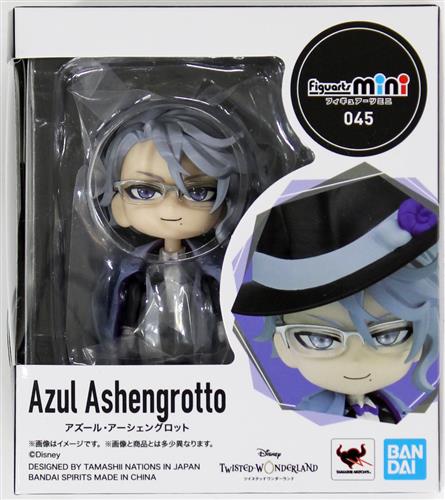 Figuarts mini
フィギュアーツミニ
045
Azul Ashengrotto
アズール・アーシェングロット
※画像はイメージです。※画像と商品とは多少異なります。
©Disney
DESIGNED BY TAMASHII NATIONS IN JAPAN
BANDAI SPIRITS MADE IN CHINA
Disney
TWISTED-WONDERLAND
ツイステッドワンダーランド
TAMASHII NATIONS
BAN
DAI